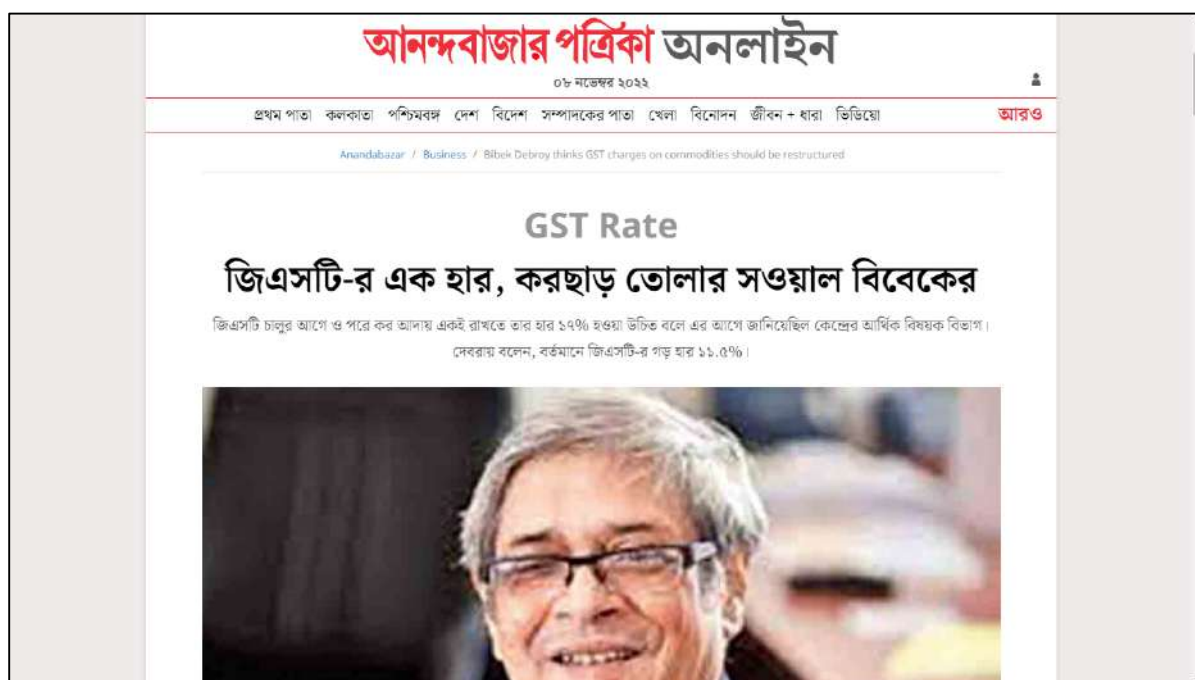 আনন্দবাজার পত্রিকা অনলাইন
০৮ নভেম্বর ২০২২
প্রথম পাতা কলকাতা পশ্চিমবঙ্গ দেশ বিদেশ সম্পাদকের পাতা খেলা বিনোদন জীবন + ধারা ভিডিয়ো আরও
Anandabazar / Business / Bibek Debroy thinks GST charges on commodities should be restructured
GST Rate
জিএসটি-র এক হার, করছাড় তোলার সওয়াল বিবেকের
জিএসটি চালুর আগে ও পরে কর আদায় একই রাখতে তার হার ১৭% হওয়া উচিত বলে এর আগে জানিয়েছিল কেন্দ্রের আর্থিক বিষয়ক বিভাগ।
দেবরায় বলেন, বর্তমানে জিএসটি-র গড় হার ১১.৫%।